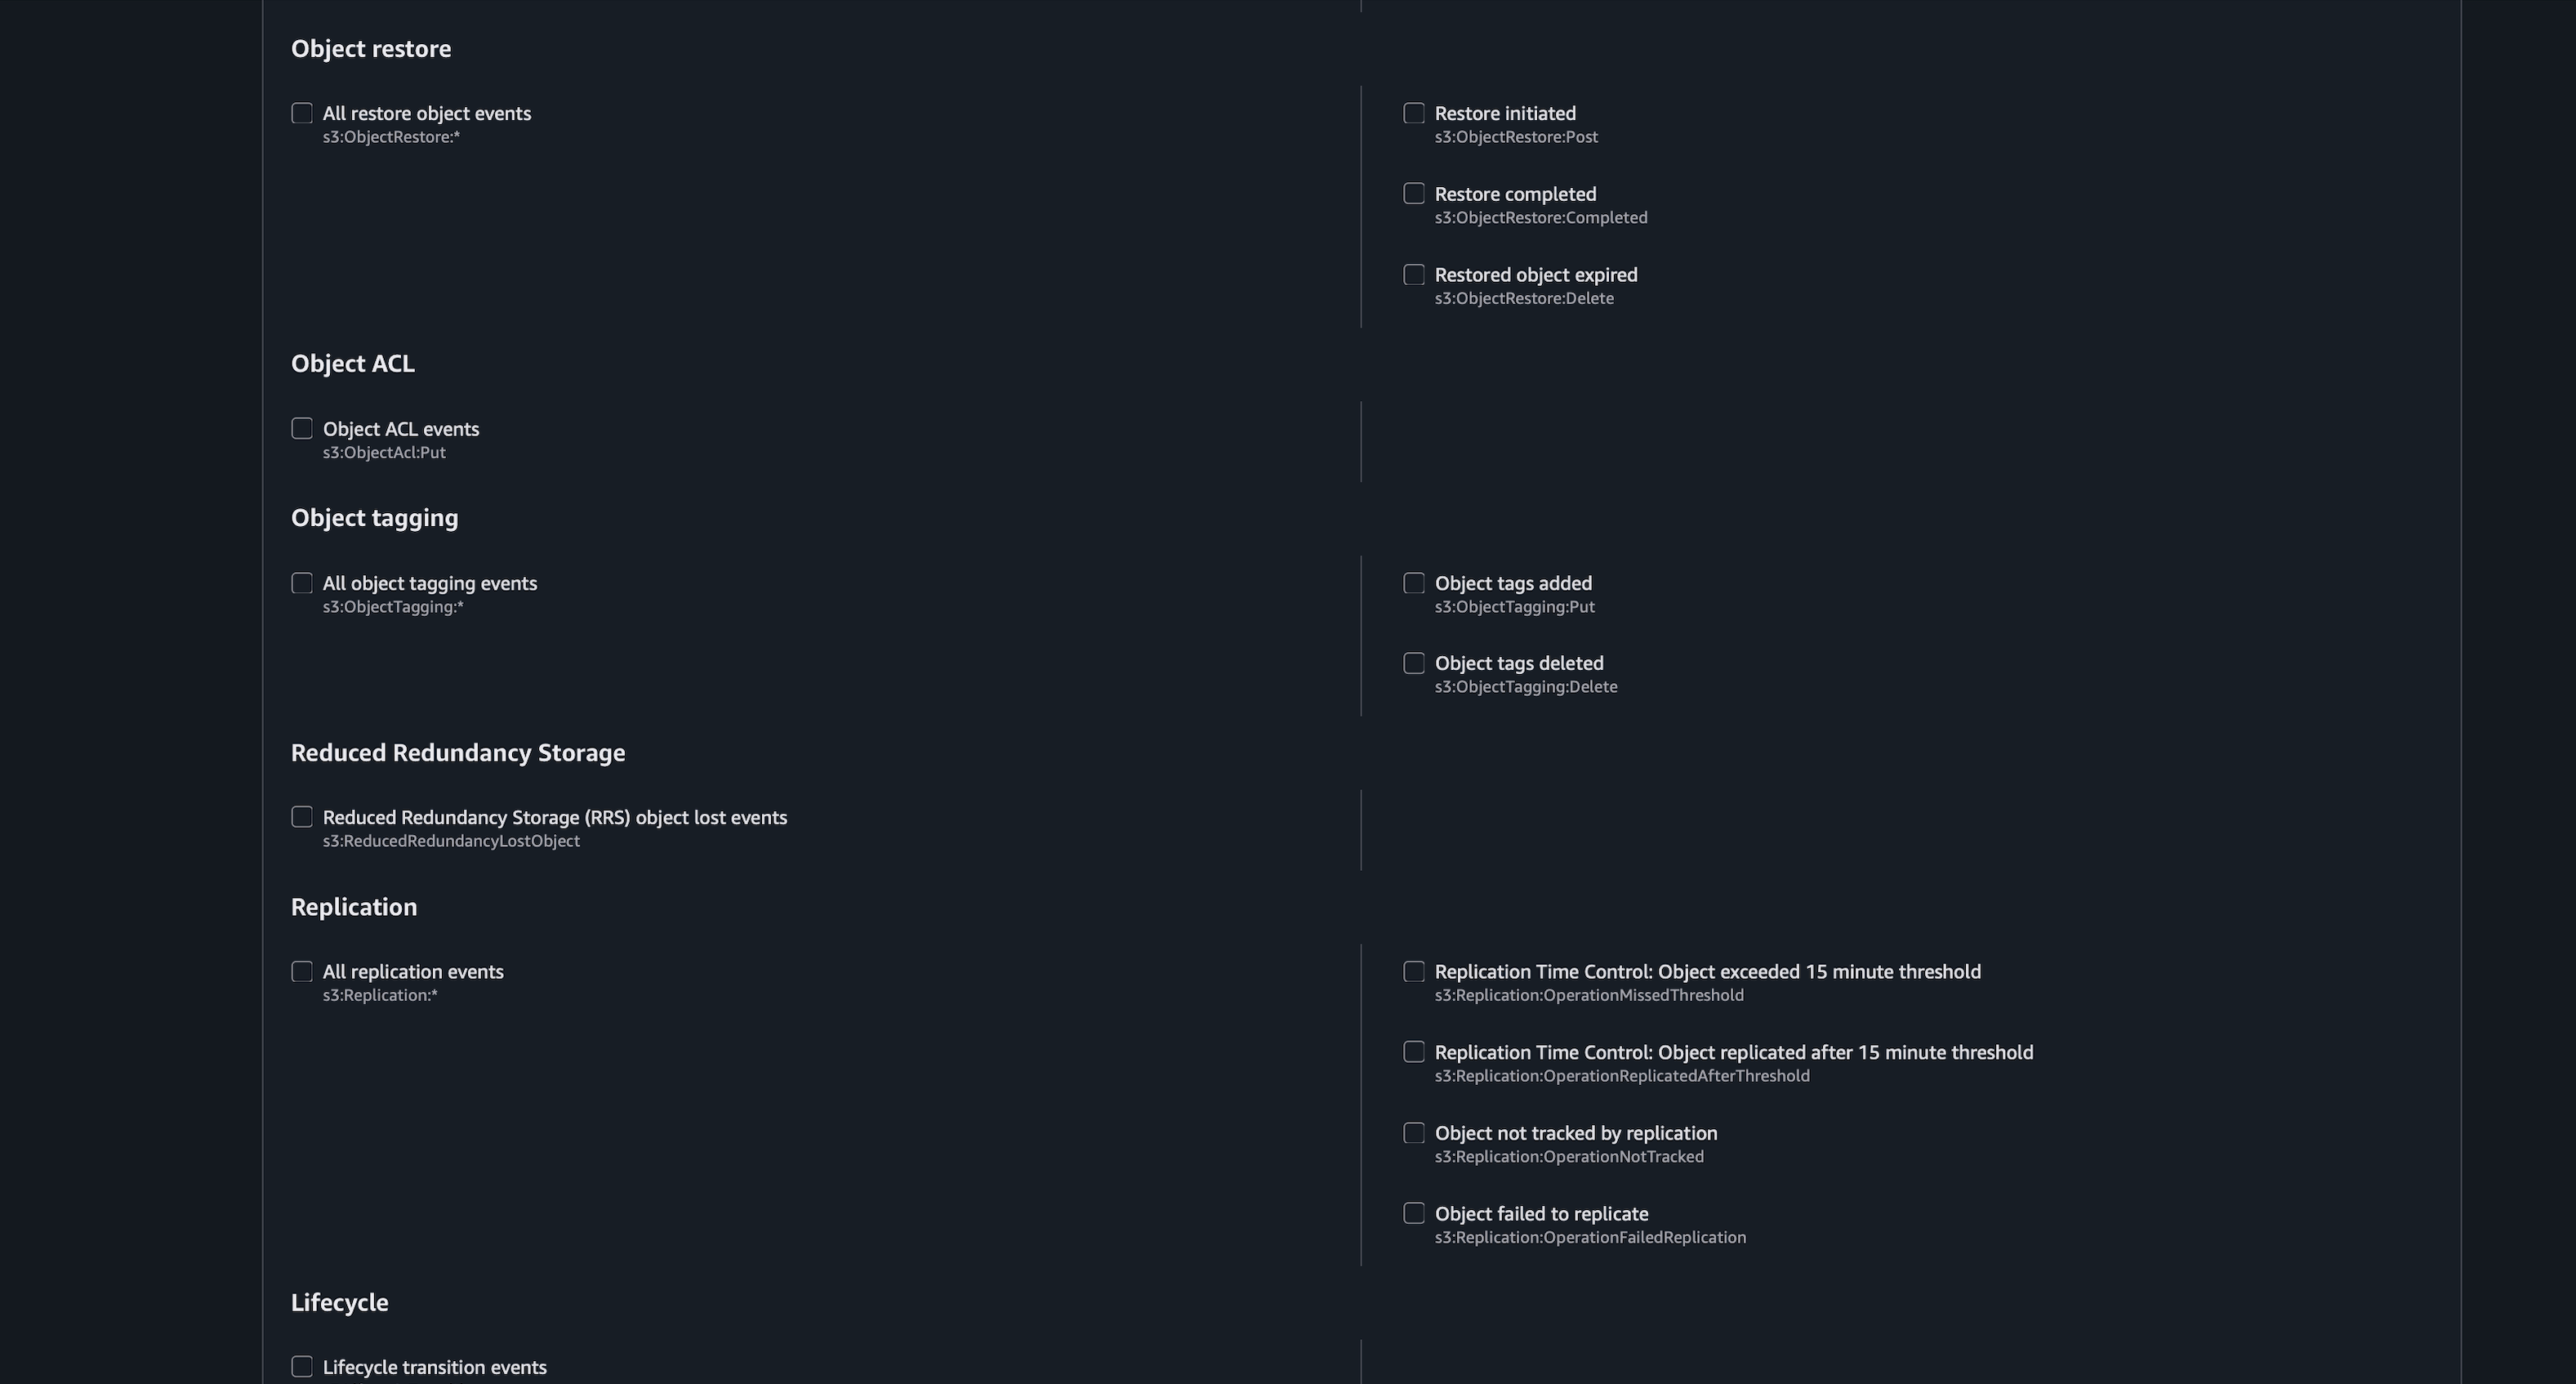 Object restore
All restore object events
s3:ObjectRestore:*
Restore initiated
s3:ObjectRestore:Post
Restore completed
s3:ObjectRestore:Completed
Restored object expired
s3:ObjectRestore:Delete
Object ACL
Object ACL events
s3:ObjectAcl:Put
Object tagging
All object tagging events
s3:ObjectTagging:*
Object tags added
s3:ObjectTagging:Put
Object tags deleted
s3:ObjectTagging:Delete
Reduced Redundancy Storage
Reduced Redundancy Storage (RRS) object lost events
s3:ReducedRedundancyLostObject
Replication
All replication events
s3:Replication:*
Replication Time Control: Object exceeded 15 minute threshold
s3:Replication:OperationMissedThreshold
Replication Time Control: Object replicated after 15 minute threshold
s3:Replication:OperationReplicatedAfterThreshold
Object not tracked by replication
s3:Replication:OperationNotTracked
Object failed to replicate
s3:Replication:OperationFailedReplication
Lifecycle
Lifecycle transition events